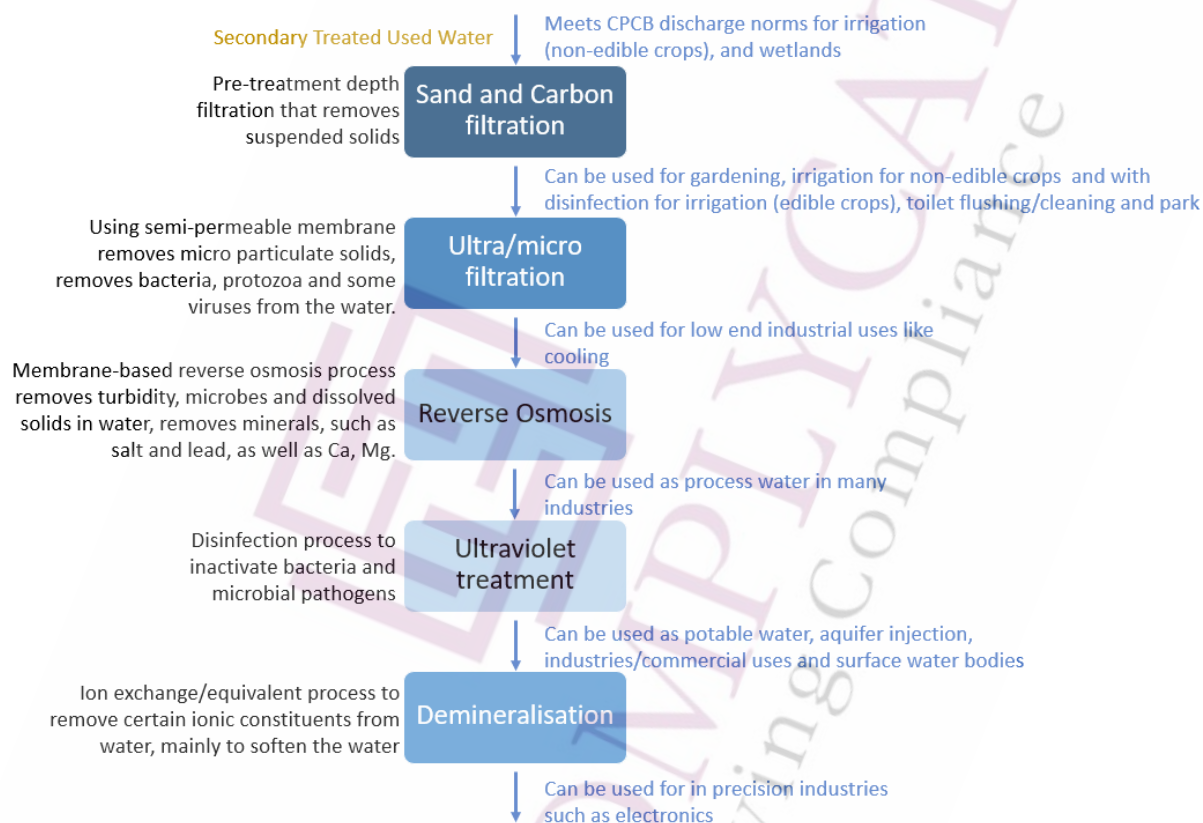 Secondary Treated Used Water
Meets CPCB discharge norms for irrigation
(non-edible crops), and wetlands
Pre-treatment depth
filtration that removes
suspended solids
Sand and Carbon
filtration
Can be used for gardening, irrigation for non-edible crops and with
disinfection for irrigation (edible crops), toilet flushing/cleaning and park
Using semi-permeable membrane
removes micro particulate solids,
removes bacteria, protozoa and some
viruses from the water.
Ultra/micro
filtration
Can be used for low end industrial uses like
cooling
Membrane-based reverse osmosis process
removes turbidity, microbes and dissolved
solids in water, removes minerals, such as
salt and lead, as well as Ca, Mg.
Reverse Osmosis
Can be used as process water in many
industries
Disinfection process to
inactivate bacteria and
microbial pathogens
Ultraviolet
treatment
Can be used as potable water, aquifer injection,
industries/commercial uses and surface water bodies
Ion exchange/equivalent process to
remove certain ionic constituents from
water, mainly to soften the water
Demineralisation
Can be used for in precision industries
such as electronics
Compliance